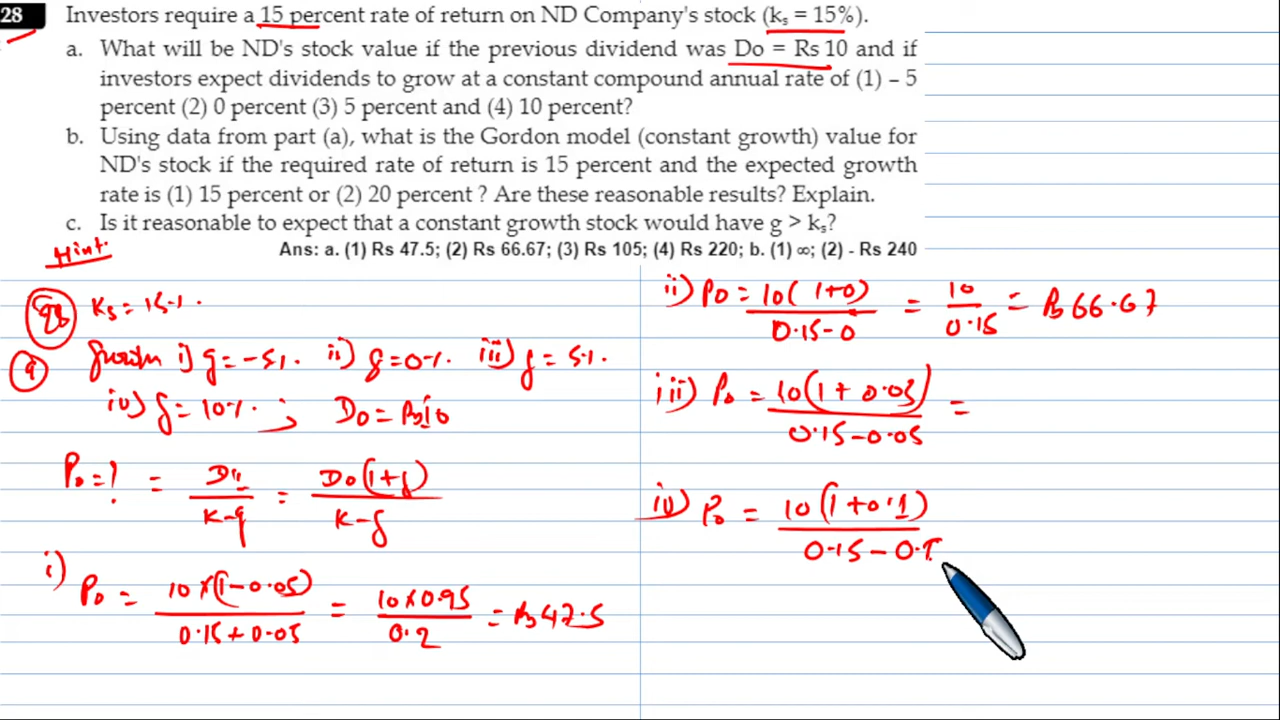 28 Investors require a 15 percent rate of return on ND Company's stock (ks = 15%).
a. What will be ND's stock value if the previous dividend was Do = Rs 10 and if
investors expect dividends to grow at a constant compound annual rate of (1) – 5
percent (2) 0 percent (3) 5 percent and (4) 10 percent?
b. Using data from part (a), what is the Gordon model (constant growth) value for
ND's stock if the required rate of return is 15 percent and the expected growth
rate is (1) 15 percent or (2) 20 percent ? Are these reasonable results? Explain.
c. Is it reasonable to expect that a constant growth stock would have g > ks?
Ans: a. (1) Rs 47.5; (2) Rs 66.67; (3) Rs 105; (4) Rs 220; b. (1) ∞; (2) - Rs 240
Hint:
28 Ks = 15%.
a Growth i) g = -5%. ii) g = 0%. iii) g = 5%.
iv) g = 10%. ; Do = Rs 10
Po = ? = D1 / K-g = Do(1+g) / K-g
i) Po = 10×(1-0.05) / 0.15+0.05 = 10×0.95 / 0.2 = Rs 47.5
ii) Po = 10(1+0) / 0.15-0 = 10 / 0.15 = Rs 66.67
iii) Po = 10(1+0.05) / 0.15-0.05 =
iv) Po = 10(1+0.1) / 0.15-0.1